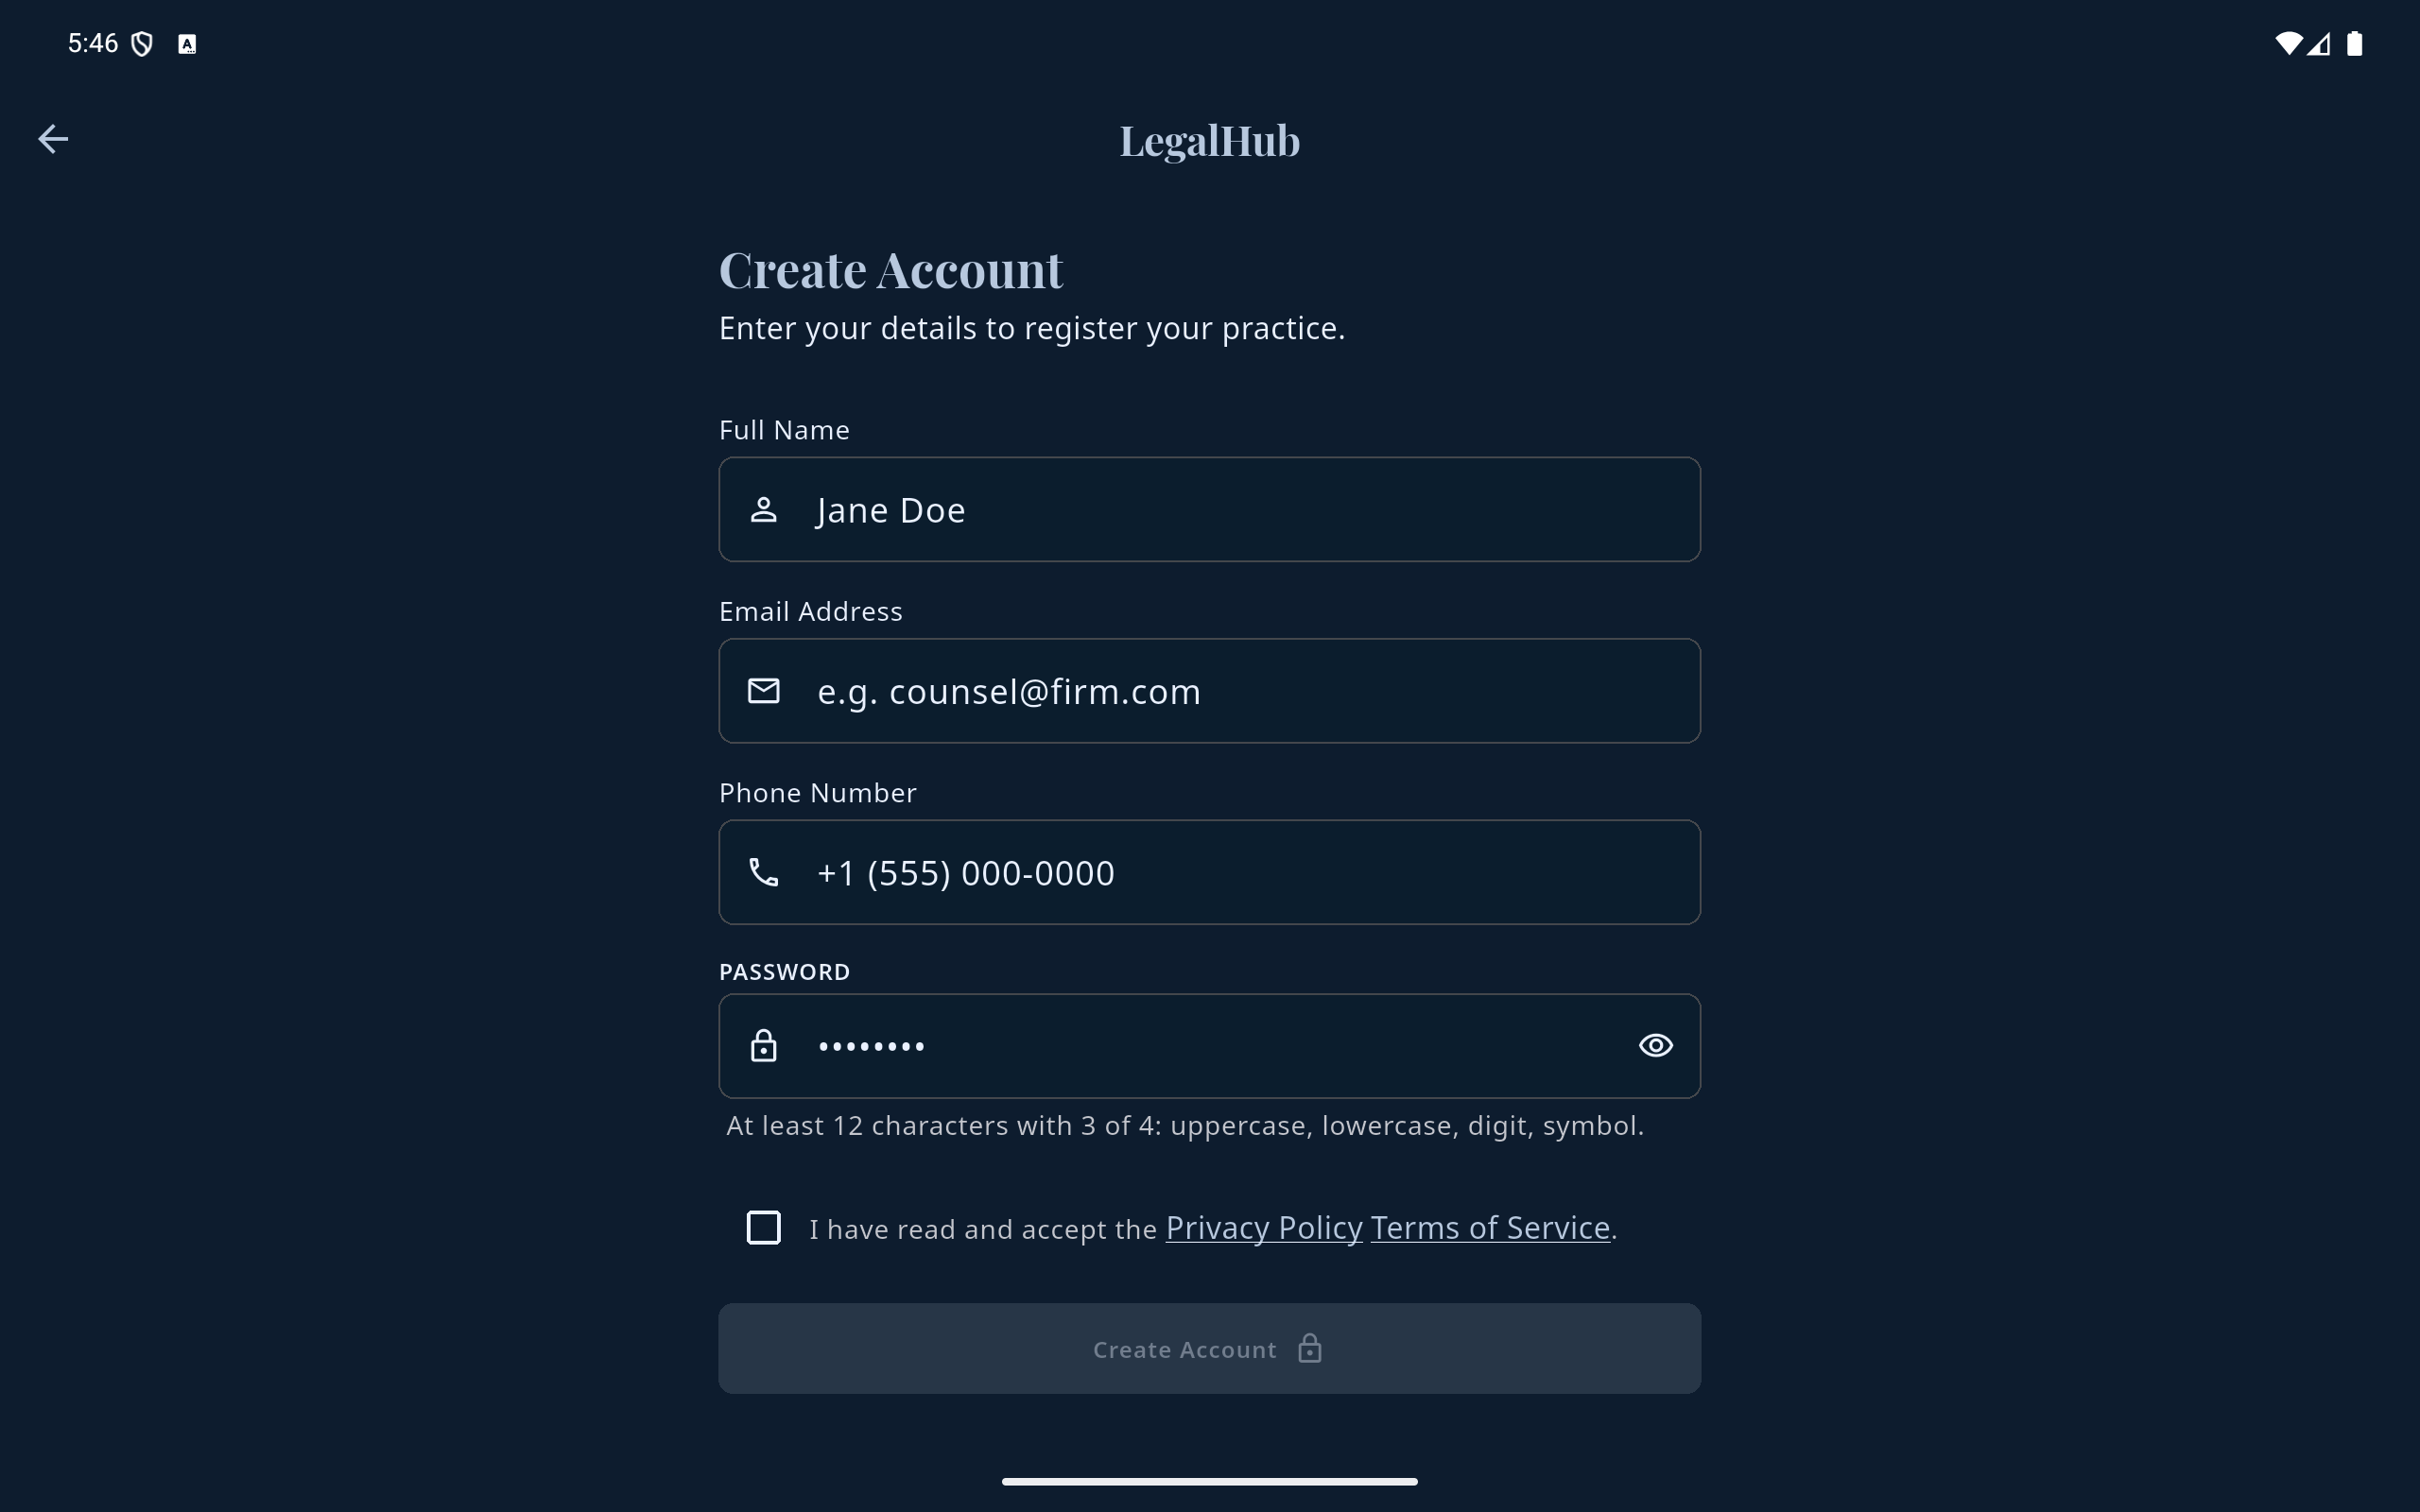 5:46
LegalHub
Create Account
Enter your details to register your practice.
Full Name
Jane Doe
Email Address
e.g. counsel@firm.com
Phone Number
+1 (555) 000-0000
PASSWORD
••••••••
At least 12 characters with 3 of 4: uppercase, lowercase, digit, symbol.
I have read and accept the Privacy Policy Terms of Service.
Create Account